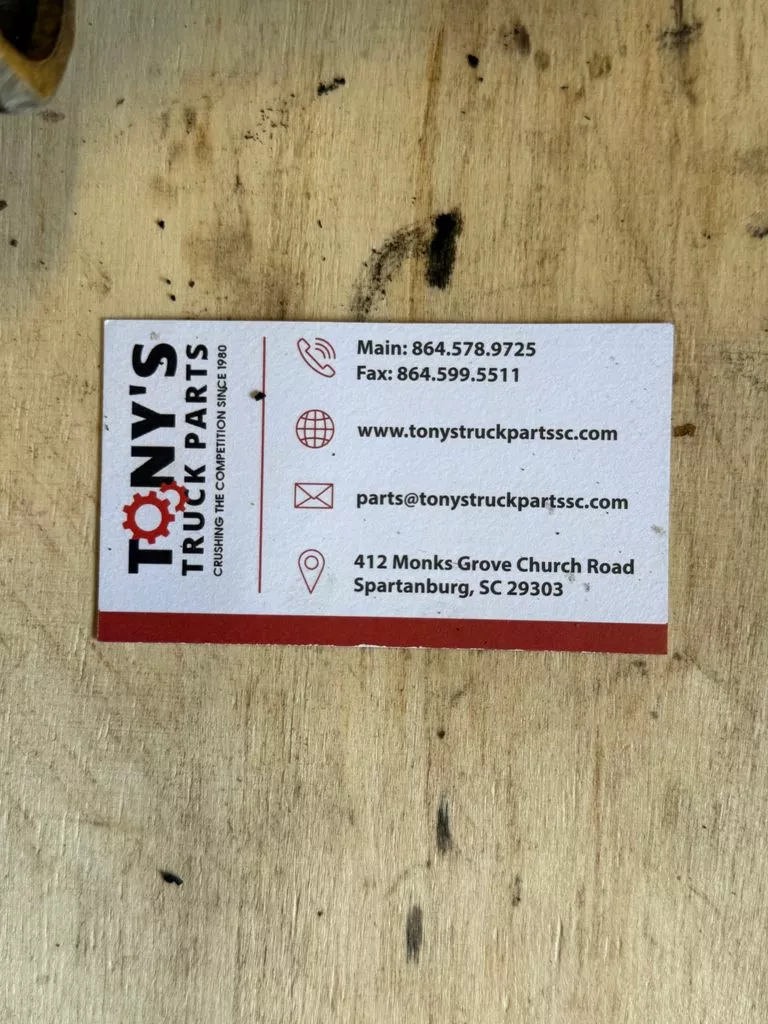 TONY'S
TRUCK PARTS
CRUSHING THE COMPETITION SINCE 1980
Main: 864.578.9725
Fax: 864.599.5511
www.tonystruckpartssc.com
parts@tonystruckpartssc.com
412 Monks Grove Church Road
Spartanburg, SC 29303